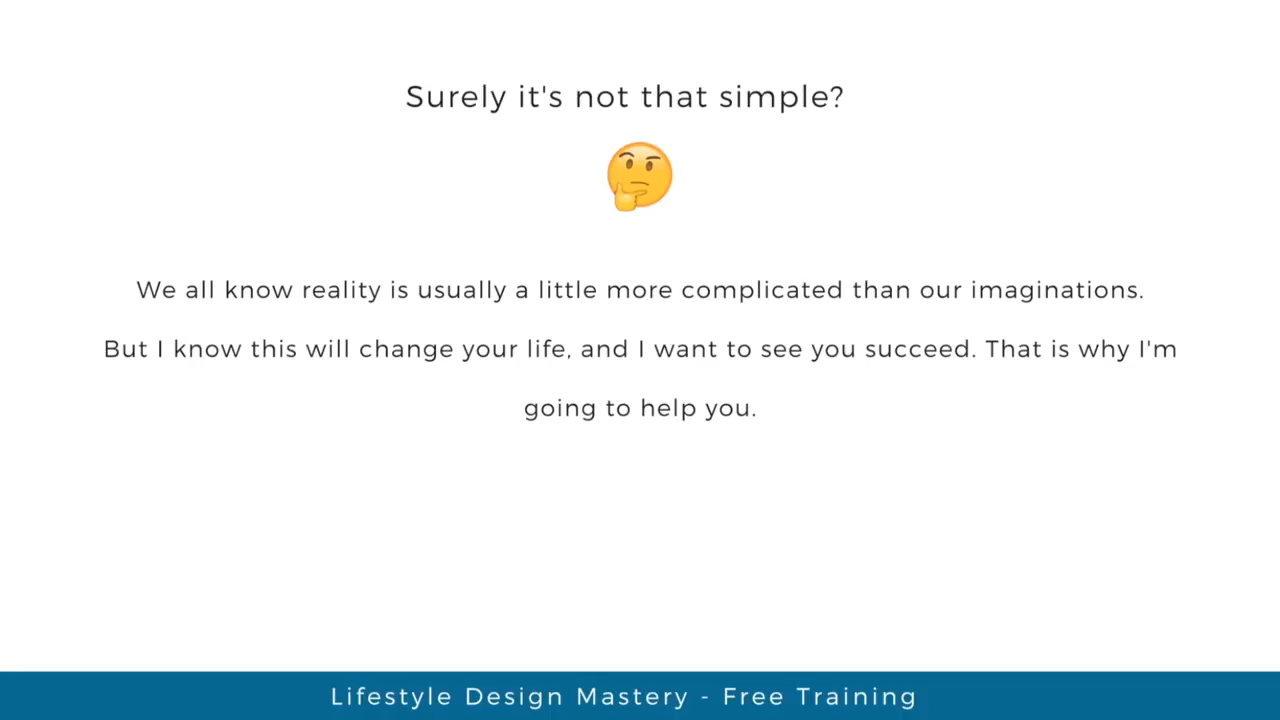 Surely it's not that simple?
We all know reality is usually a little more complicated than our imaginations.
But I know this will change your life, and I want to see you succeed. That is why I'm
going to help you.
Lifestyle Design Mastery - Free Training